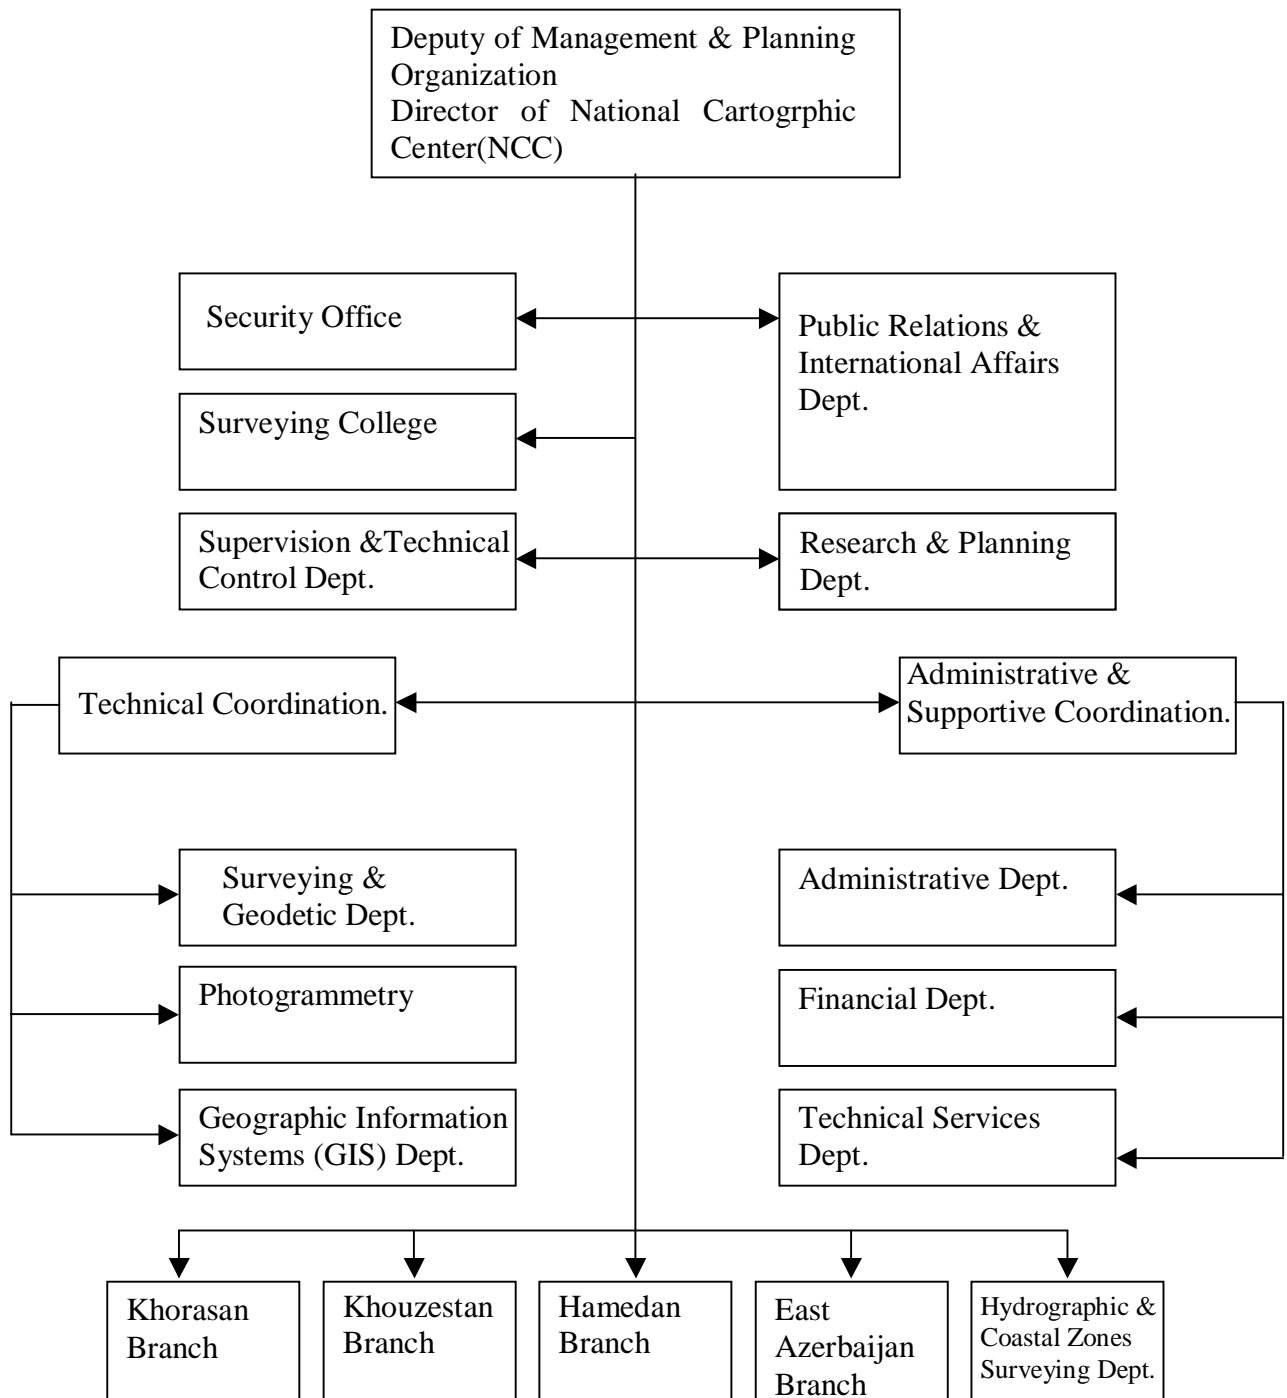 Deputy of Management & Planning
Organization
Director of National Cartogrphic
Center(NCC)
Security Office
Public Relations &
International Affairs
Dept.
Surveying College
Supervision &Technical
Control Dept.
Research & Planning
Dept.
Technical Coordination.
Administrative &
Supportive Coordination.
Surveying &
Geodetic Dept.
Administrative Dept.
Photogrammetry
Financial Dept.
Geographic Information
Systems (GIS) Dept.
Technical Services
Dept.
Khorasan
Branch
Khouzestan
Branch
Hamedan
Branch
East
Azerbaijan
Branch
Hydrographic &
Coastal Zones
Surveying Dept.